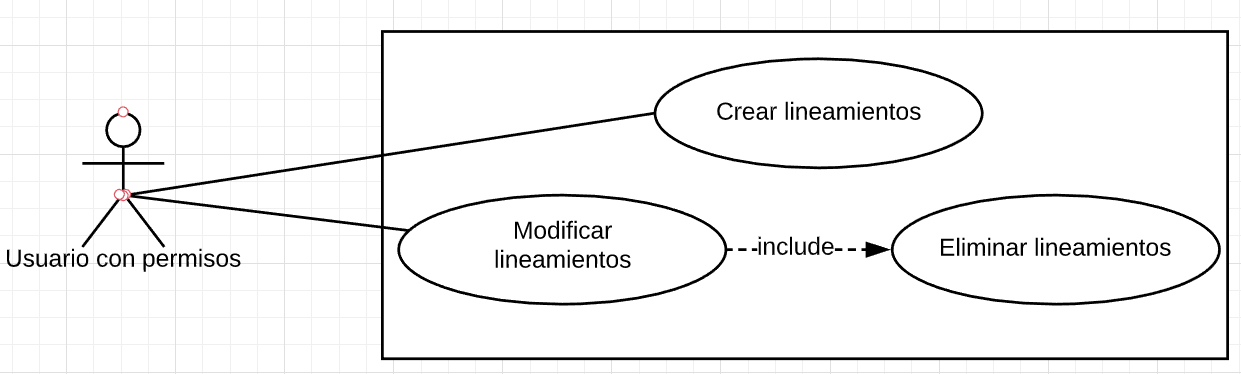 Crear lineamientos
Usuario con permisos
Modificar
lineamientos
include
Eliminar lineamientos